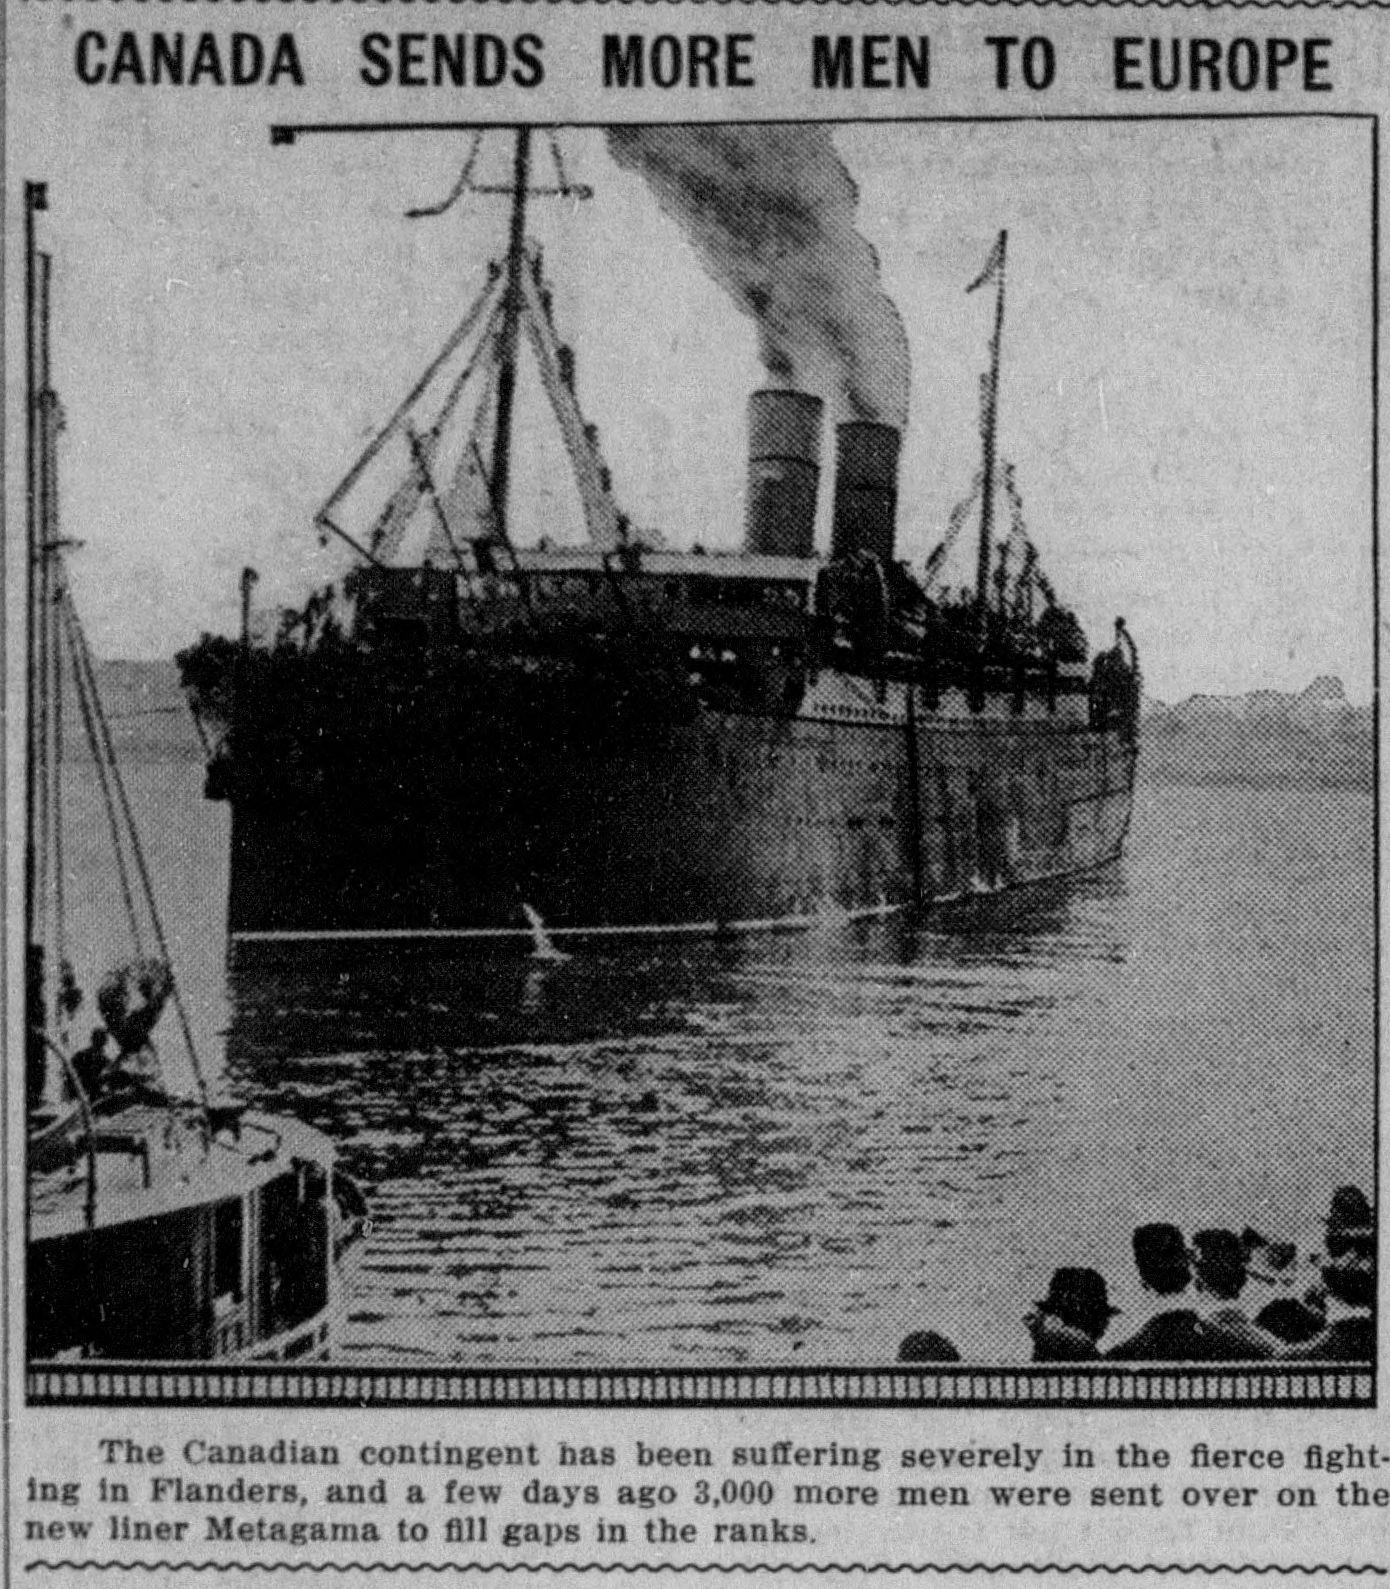 CANADA SENDS MORE MEN TO EUROPE
The Canadian contingent has been suffering severely in the fierce fight-
ing in Flanders, and a few days ago 3,000 more men were sent over on the
new liner Metagama to fill gaps in the ranks.